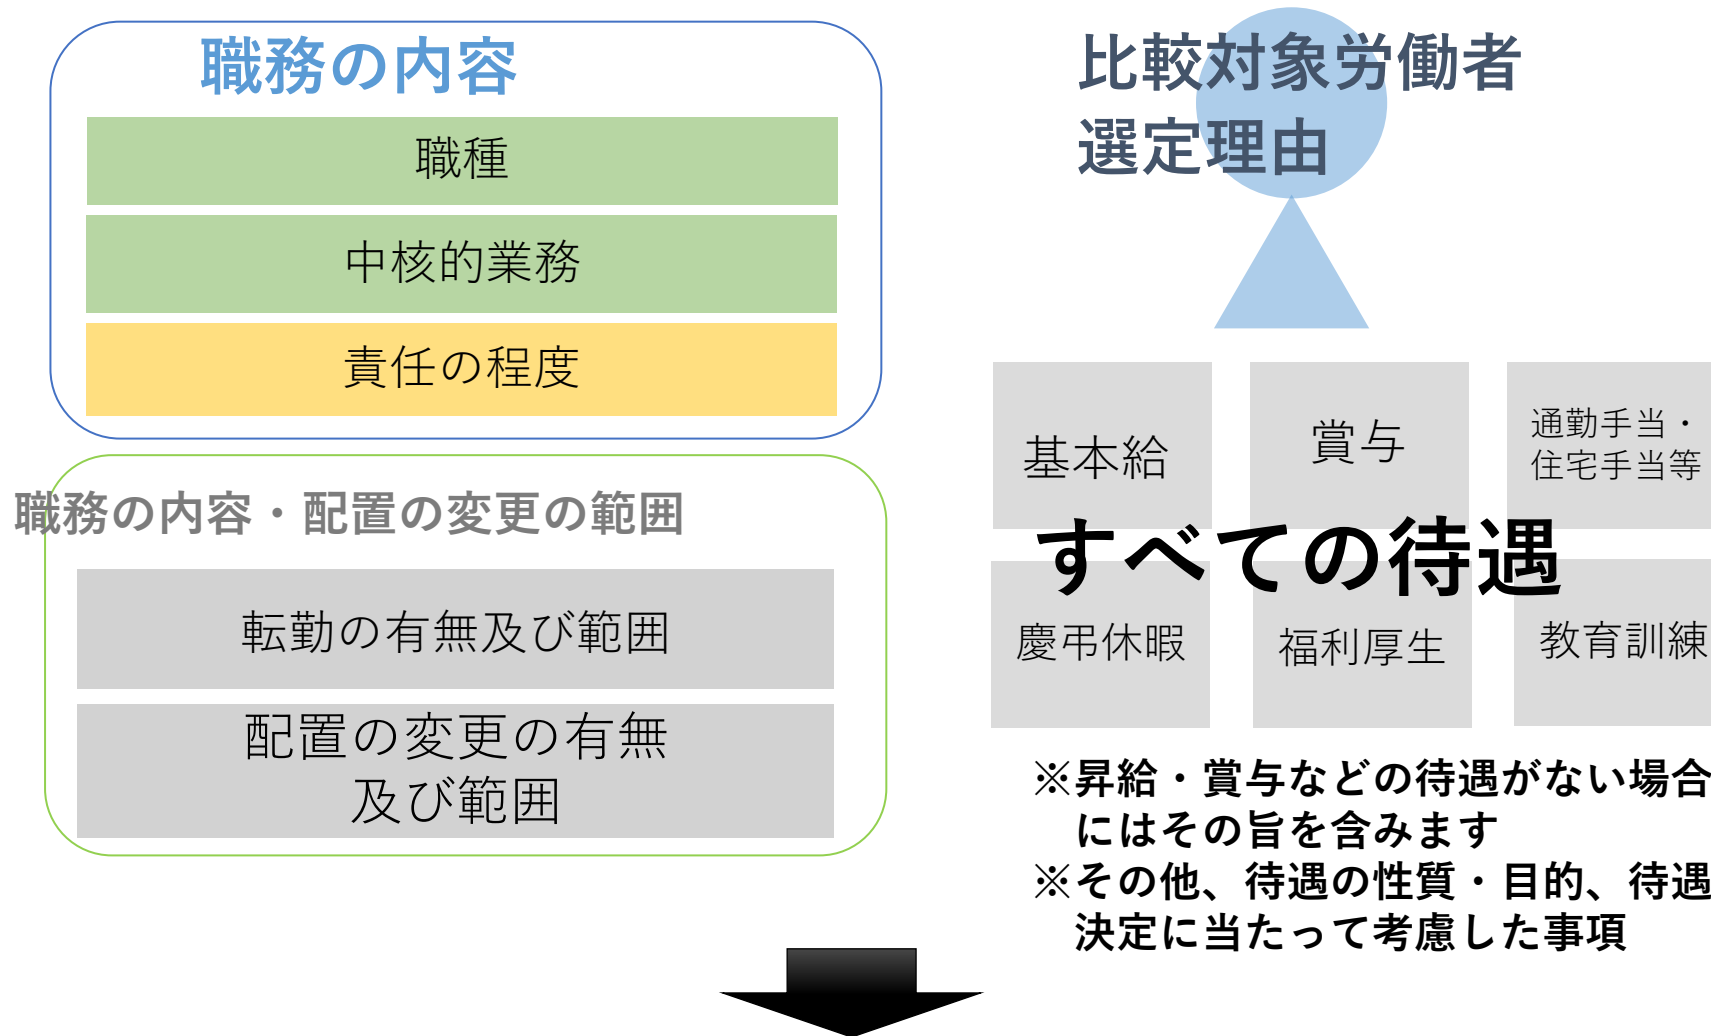 職務の内容
職種
中核的業務
責任の程度
職務の内容・配置の変更の範囲
転勤の有無及び範囲
配置の変更の有無
及び範囲
比較対象労働者
選定理由
基本給
賞与
通勤手当・
住宅手当等
すべての待遇
慶弔休暇
福利厚生
教育訓練
※昇給・賞与などの待遇がない場合
にはその旨を含みます
※その他、待遇の性質・目的、待遇
決定に当たって考慮した事項